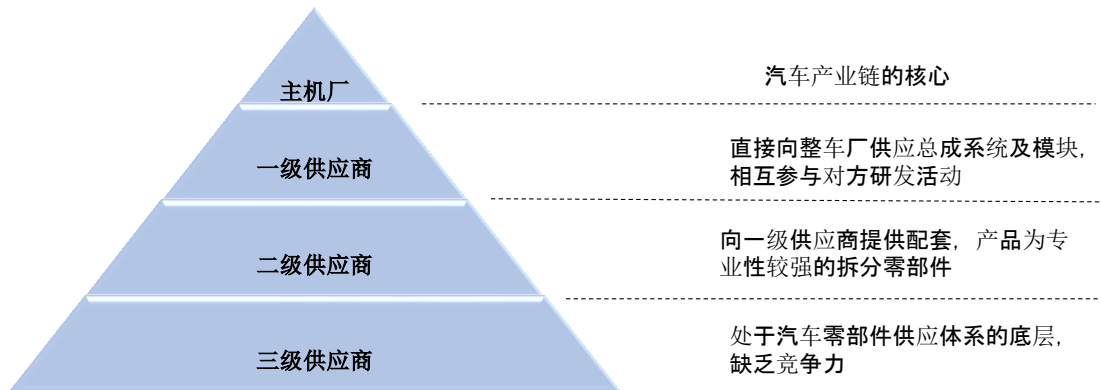 主机厂
汽车产业链的核心
一级供应商
直接向整车厂供应总成系统及模块，
相互参与对方研发活动
二级供应商
向一级供应商提供配套，产品为专
业性较强的拆分零部件
三级供应商
处于汽车零部件供应体系的底层，
缺乏竞争力